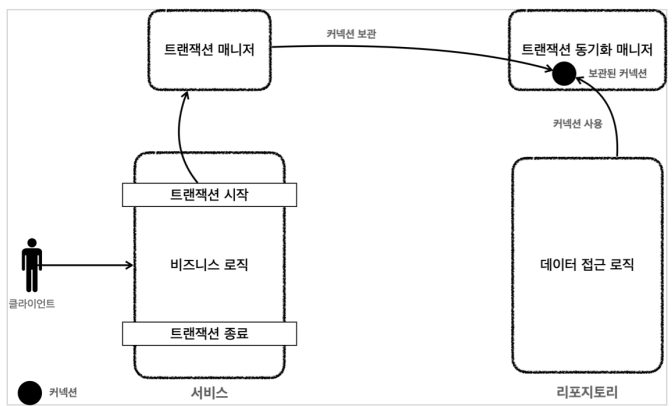 트랜잭션 매니저
커넥션 보관
트랜잭션 동기화 매니저
보관된 커넥션
커넥션 사용
트랜잭션 시작
비즈니스 로직
데이터 접근 로직
클라이언트
트랜잭션 종료
커넥션
서비스
리포지토리